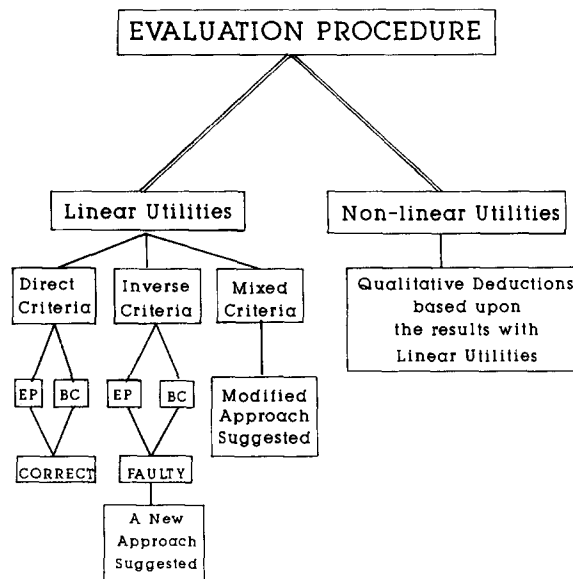 EVALUATION PROCEDURE
Linear Utilities
Non-linear Utilities
Direct
Criteria
Inverse
Criteria
Mixed
Criteria
Qualitative Deductions
based upon
the results with
Linear Utilities
EP
BC
EP
BC
Modified
Approach
Suggested
CORRECT
FAULTY
A New
Approach
Suggested